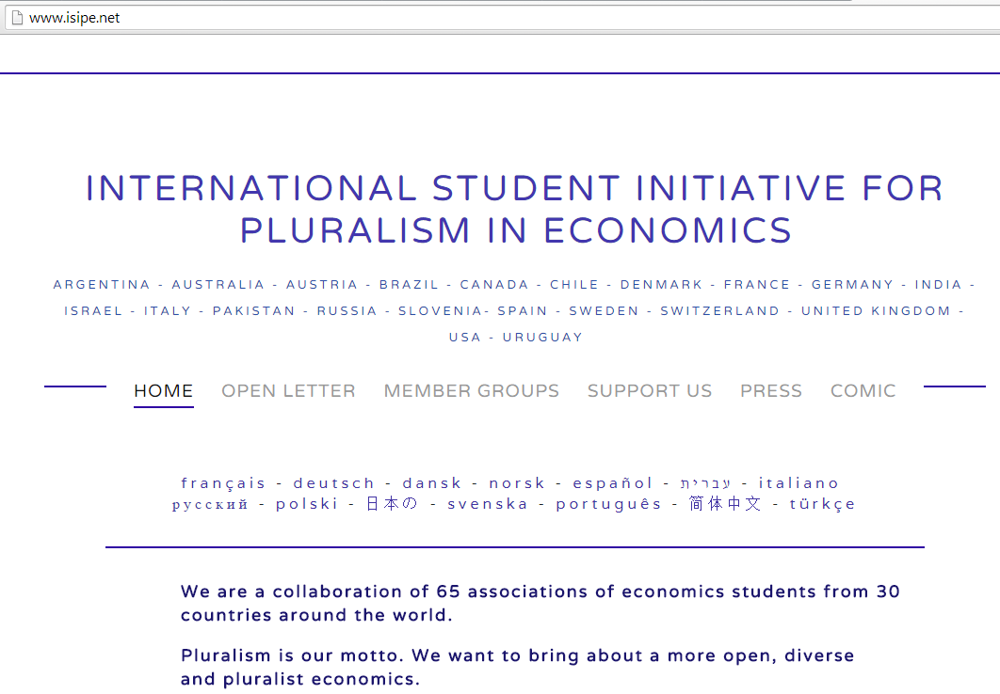 www.isipe.net
INTERNATIONAL STUDENT INITIATIVE FOR
PLURALISM IN ECONOMICS
ARGENTINA - AUSTRALIA - AUSTRIA - BRAZIL - CANADA - CHILE - DENMARK - FRANCE - GERMANY - INDIA -
ISRAEL - ITALY - PAKISTAN - RUSSIA - SLOVENIA- SPAIN - SWEDEN - SWITZERLAND - UNITED KINGDOM -
USA - URUGUAY
HOME OPEN LETTER MEMBER GROUPS SUPPORT US PRESS COMIC
français - deutsch - dansk - norsk - español - עברית - italiano
русский - polski - 日本の - svenska - português - 简体中文 - türkçe
We are a collaboration of 65 associations of economics students from 30
countries around the world.
Pluralism is our motto. We want to bring about a more open, diverse
and pluralist economics.